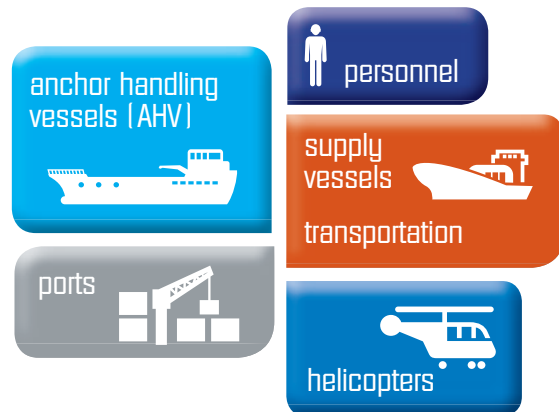 anchor handling
vessels (AHV)
personnel
supply
vessels
transportation
ports
helicopters